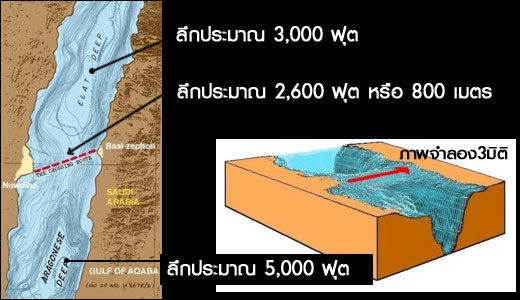 ลึกประมาณ 3,000 ฟุต
ELAT DEEP
ลึกประมาณ 2,600 ฟุต หรือ 800 เมตร
Baal-zephon
THE CROSSING ROUTE
Nuweiba
ภาพจำลอง3มิติ
SAUDI
ARABIA
ARAGONESE
DEEP
ลึกประมาณ 5,000 ฟุต
GULF OF AQABA